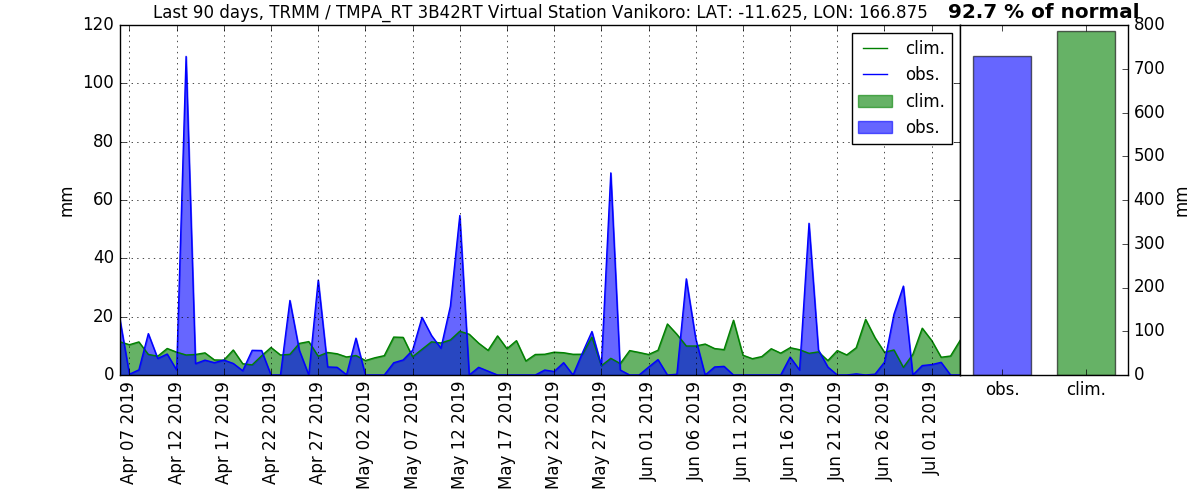 Last 90 days, TRMM / TMPA_RT 3B42RT Virtual Station Vanikoro: LAT: -11.625, LON: 166.875
92.7 % of normal
120
100
80
60
40
20
0
mm
clim.
obs.
clim.
obs.
800
700
600
500
400
300
200
100
0
mm
obs.
clim.
Apr 07 2019
Apr 12 2019
Apr 17 2019
Apr 22 2019
Apr 27 2019
May 02 2019
May 07 2019
May 12 2019
May 17 2019
May 22 2019
May 27 2019
Jun 01 2019
Jun 06 2019
Jun 11 2019
Jun 16 2019
Jun 21 2019
Jun 26 2019
Jul 01 2019